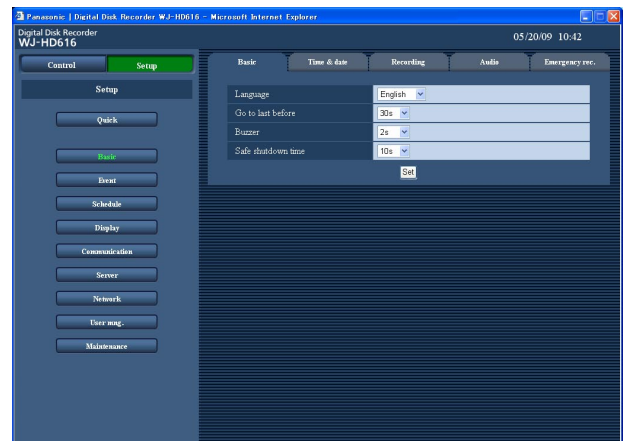 Panasonic | Digital Disk Recorder WJ-HD616 - Microsoft Internet Explorer
Digital Disk Recorder
WJ-HD616
05/20/09 10:42
Control Setup
Basic Time & date Recording Audio Emergency rec.
Setup
Quick
Basic
Event
Schedule
Display
Communication
Server
Network
User mng.
Maintenance
Language English
Go to last before 30s
Buzzer 2s
Safe shutdown time 10s
Set